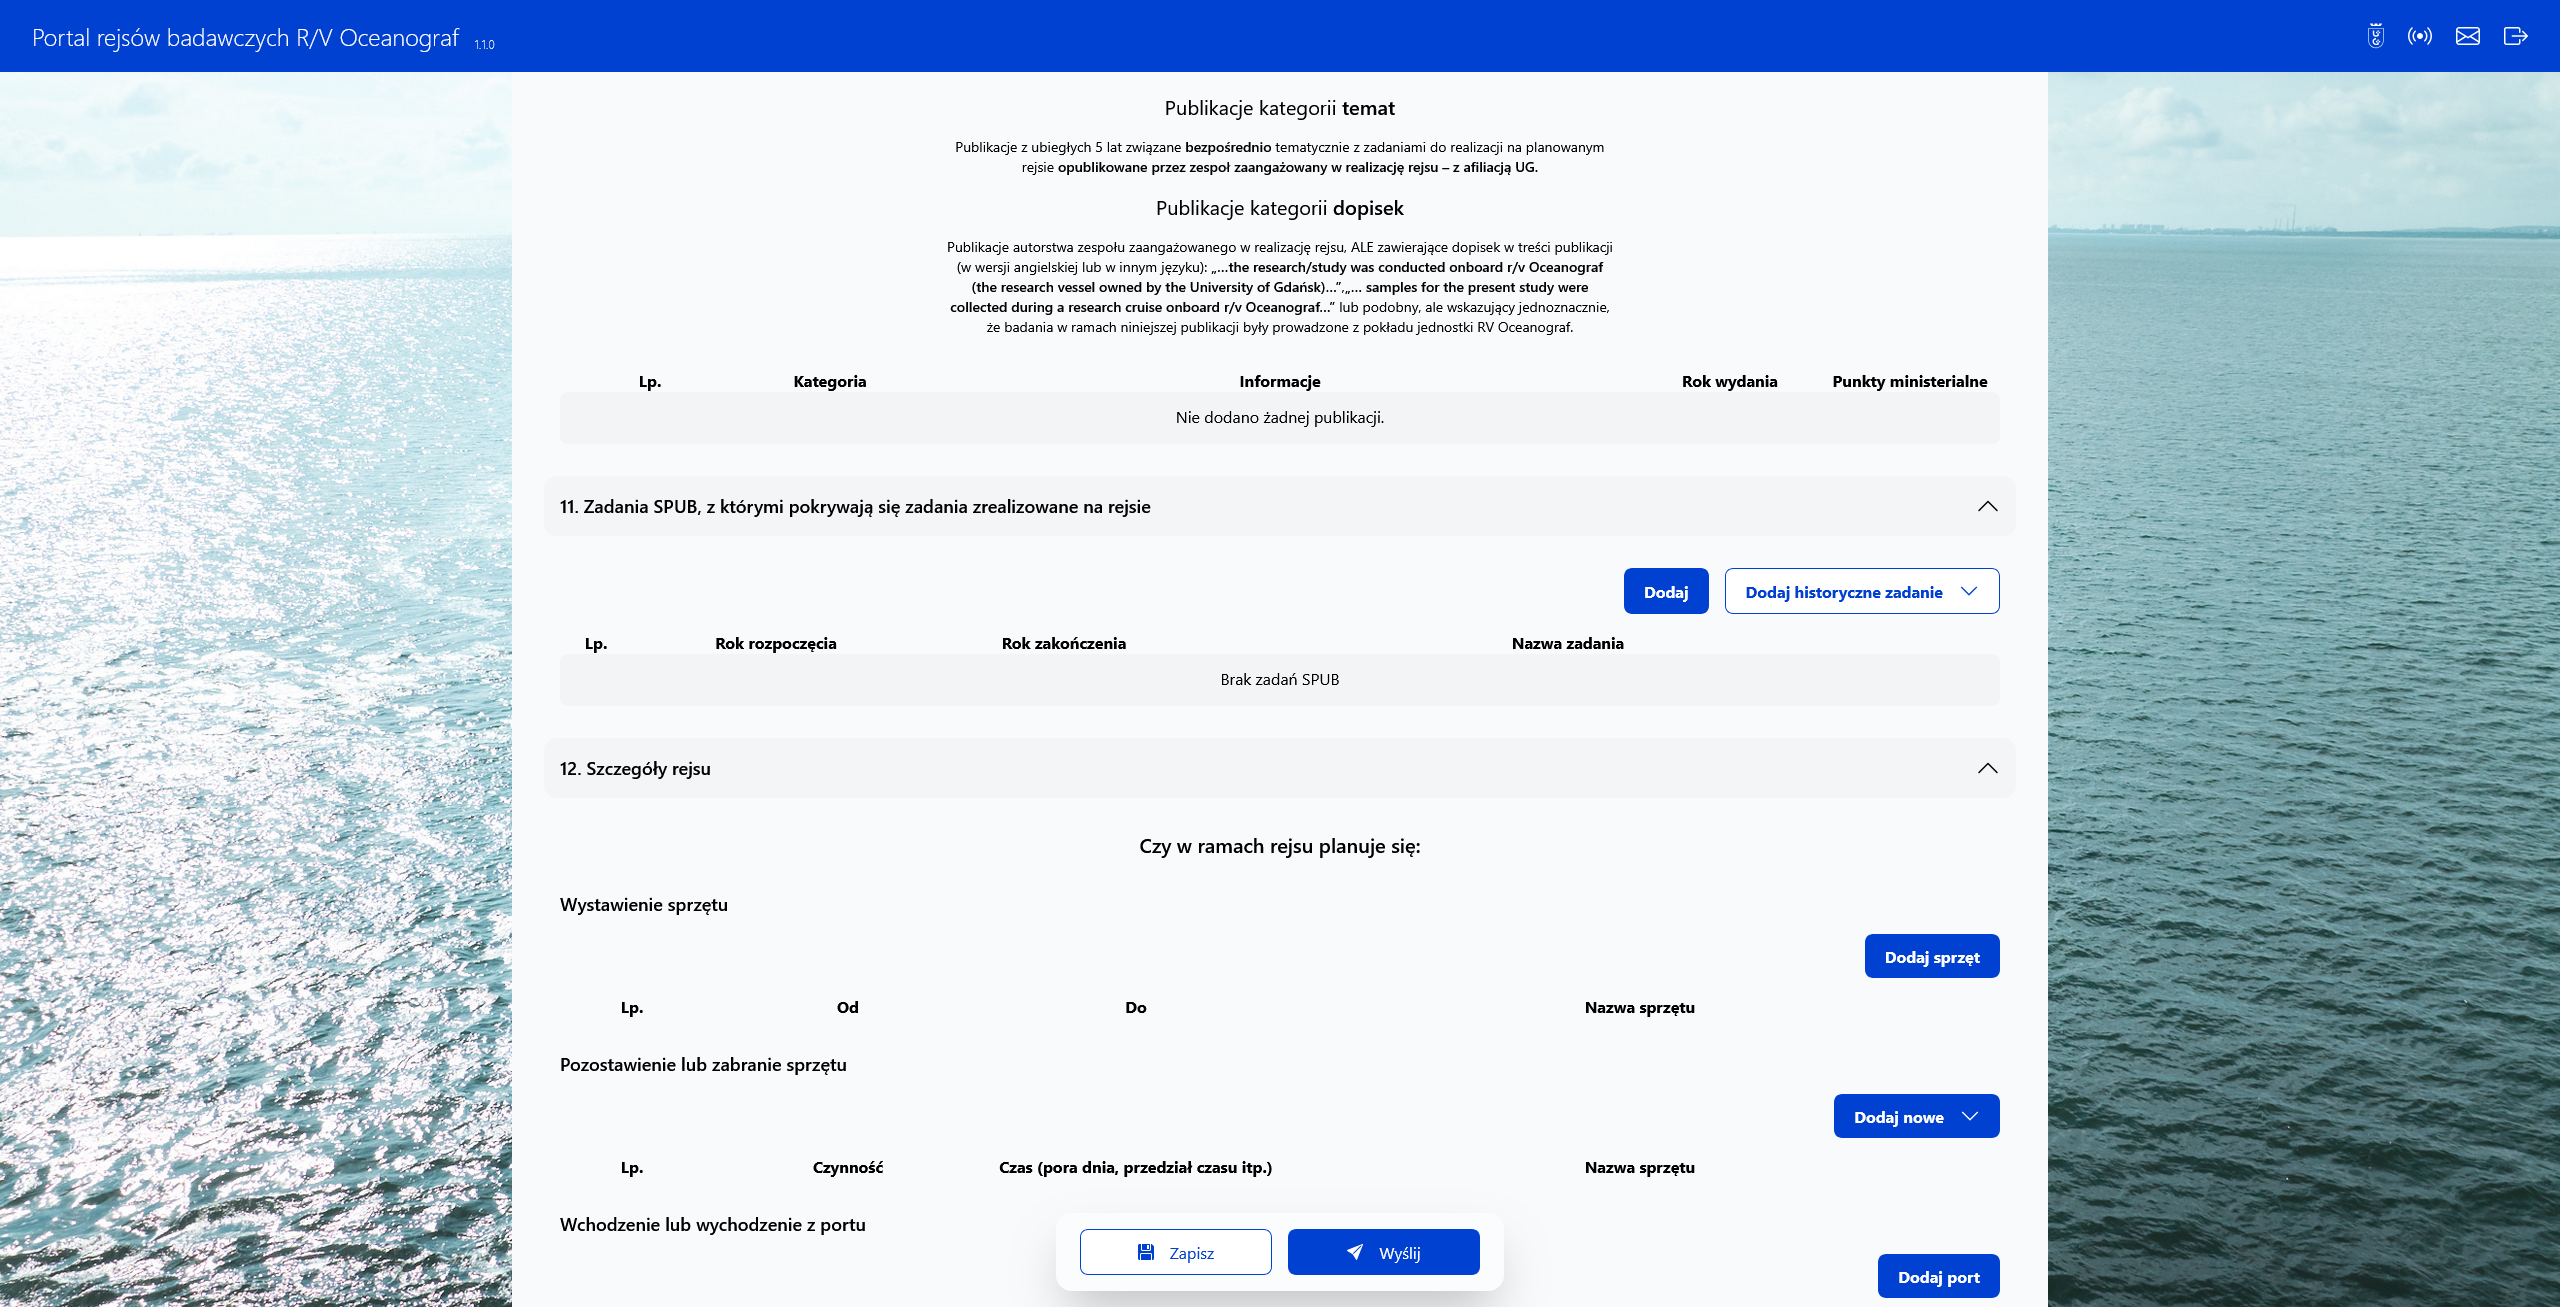 Portal rejsów badawczych R/V Oceanograf 1.1.0
Publikacje kategorii temat
Publikacje z ubiegłych 5 lat związane bezpośrednio tematycznie z zadaniami do realizacji na planowanym
rejsie opublikowane przez zespoł zaangażowany w realizację rejsu – z afiliacją UG.
Publikacje kategorii dopisek
Publikacje autorstwa zespołu zaangażowanego w realizację rejsu, ALE zawierające dopisek w treści publikacji
(w wersji angielskiej lub w innym języku): „...the research/study was conducted onboard r/v Oceanograf
(the research vessel owned by the University of Gdańsk)...”,„... samples for the present study were
collected during a research cruise onboard r/v Oceanograf...” lub podobny, ale wskazujący jednoznacznie,
że badania w ramach niniejszej publikacji były prowadzone z pokładu jednostki RV Oceanograf.
Lp. Kategoria Informacje Rok wydania Punkty ministerialne
Nie dodano żadnej publikacji.
11. Zadania SPUB, z którymi pokrywają się zadania zrealizowane na rejsie
Dodaj Dodaj historyczne zadanie
Lp. Rok rozpoczęcia Rok zakończenia Nazwa zadania
Brak zadań SPUB
12. Szczegóły rejsu
Czy w ramach rejsu planuje się:
Wystawienie sprzętu
Dodaj sprzęt
Lp. Od Do Nazwa sprzętu
Pozostawienie lub zabranie sprzętu
Dodaj nowe
Lp. Czynność Czas (pora dnia, przedział czasu itp.) Nazwa sprzętu
Wchodzenie lub wychodzenie z portu
Zapisz Wyślij
Dodaj port